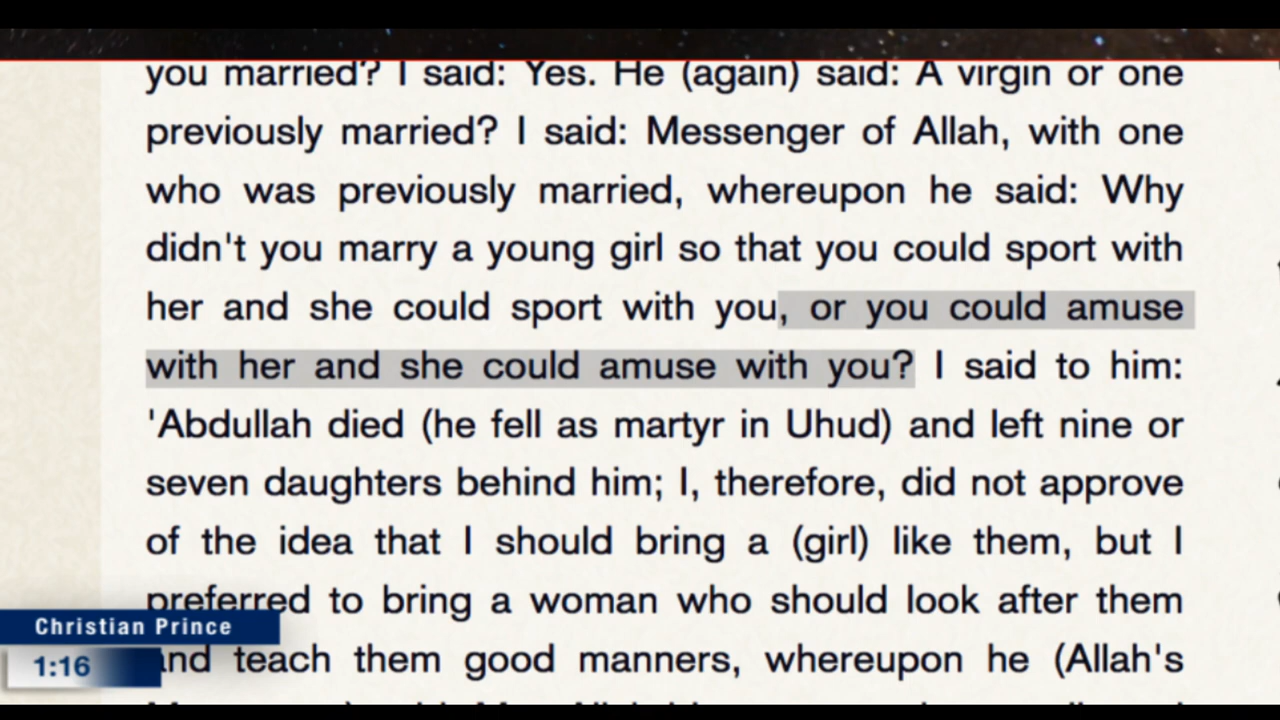 you married? I said: Yes. He (again) said: A virgin or one
previously married? I said: Messenger of Allah, with one
who was previously married, whereupon he said: Why
didn't you marry a young girl so that you could sport with
her and she could sport with you, or you could amuse
with her and she could amuse with you? I said to him:
'Abdullah died (he fell as martyr in Uhud) and left nine or
seven daughters behind him; I, therefore, did not approve
of the idea that I should bring a (girl) like them, but I
preferred to bring a woman who should look after them
and teach them good manners, whereupon he (Allah's
Christian Prince
1:16